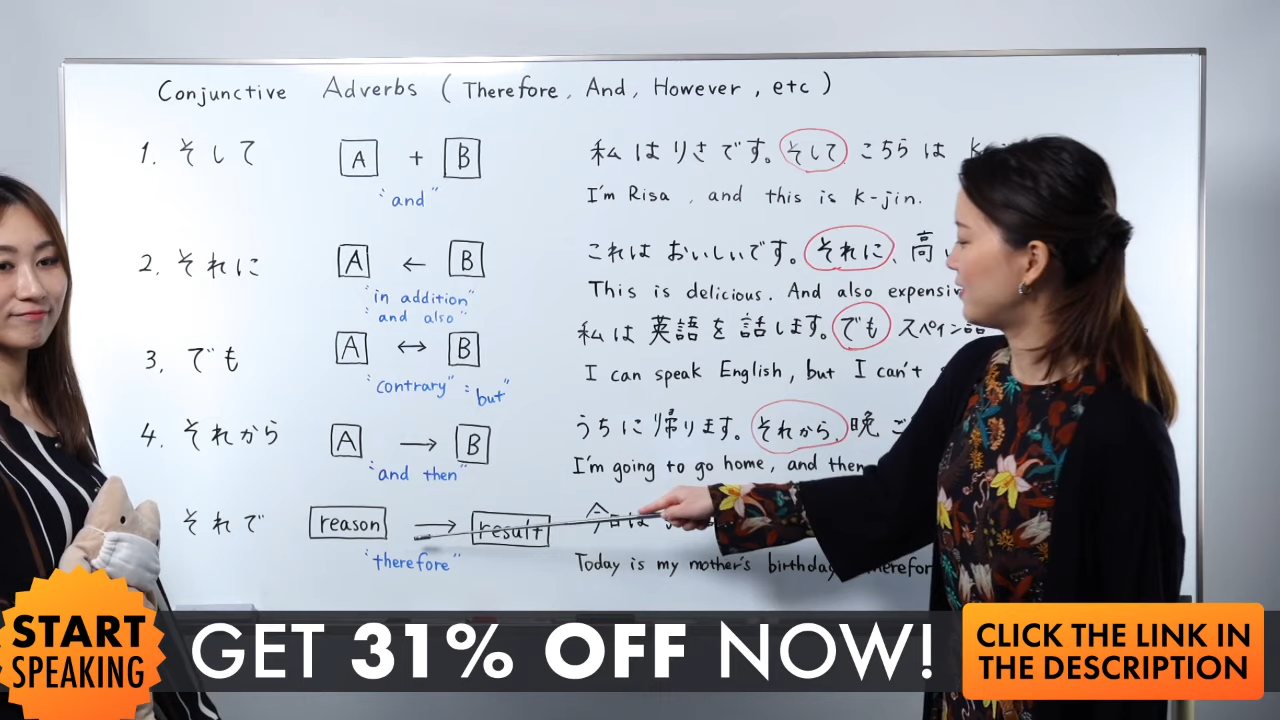 Conjunctive Adverbs (Therefore, And, However, etc)
1. そして A + B 私はりさです。そして こちらは K
"and" I'm Risa, and this is K-jin.
2. それに A ← B これは おいしいです。それに、高
"in addition" This is delicious. And also
"and also"
3. でも A ↔ B 私は 英語を 話します。でも スペイン語
"contrary" : "but" I can speak English, but I can't
4. それから A → B うちに帰ります。それから、晩ご
"and then" I'm going to go home, and then
それで reason → result 今日は
"therefore" Today is my mother's birthday
START SPEAKING
GET 31% OFF NOW!
CLICK THE LINK IN
THE DESCRIPTION